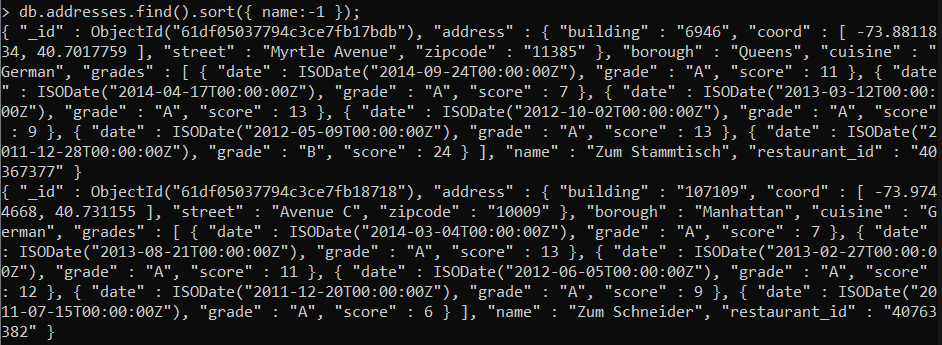 > db.addresses.find().sort({ name:-1 });
{ "_id" : ObjectId("61df05037794c3ce7fb17bdb"), "address" : { "building" : "6946", "coord" : [ -73.88118
34, 40.7017759 ], "street" : "Myrtle Avenue", "zipcode" : "11385" }, "borough" : "Queens", "cuisine" : "
German", "grades" : [ { "date" : ISODate("2014-09-24T00:00:00Z"), "grade" : "A", "score" : 11 }, { "date
" : ISODate("2014-04-17T00:00:00Z"), "grade" : "A", "score" : 7 }, { "date" : ISODate("2013-03-12T00:00:
00Z"), "grade" : "A", "score" : 13 }, { "date" : ISODate("2012-10-02T00:00:00Z"), "grade" : "A", "score"
 : 9 }, { "date" : ISODate("2012-05-09T00:00:00Z"), "grade" : "A", "score" : 13 }, { "date" : ISODate("2
011-12-28T00:00:00Z"), "grade" : "B", "score" : 24 } ], "name" : "Zum Stammtisch", "restaurant_id" : "40
367377" }
{ "_id" : ObjectId("61df05037794c3ce7fb18718"), "address" : { "building" : "107109", "coord" : [ -73.974
4668, 40.731155 ], "street" : "Avenue C", "zipcode" : "10009" }, "borough" : "Manhattan", "cuisine" : "G
erman", "grades" : [ { "date" : ISODate("2014-03-04T00:00:00Z"), "grade" : "A", "score" : 7 }, { "date" 
: ISODate("2013-08-21T00:00:00Z"), "grade" : "A", "score" : 13 }, { "date" : ISODate("2013-02-27T00:00:0
0Z"), "grade" : "A", "score" : 11 }, { "date" : ISODate("2012-06-05T00:00:00Z"), "grade" : "A", "score" 
: 12 }, { "date" : ISODate("2011-12-20T00:00:00Z"), "grade" : "A", "score" : 9 }, { "date" : ISODate("20
11-07-15T00:00:00Z"), "grade" : "A", "score" : 6 } ], "name" : "Zum Schneider", "restaurant_id" : "40763
382" }